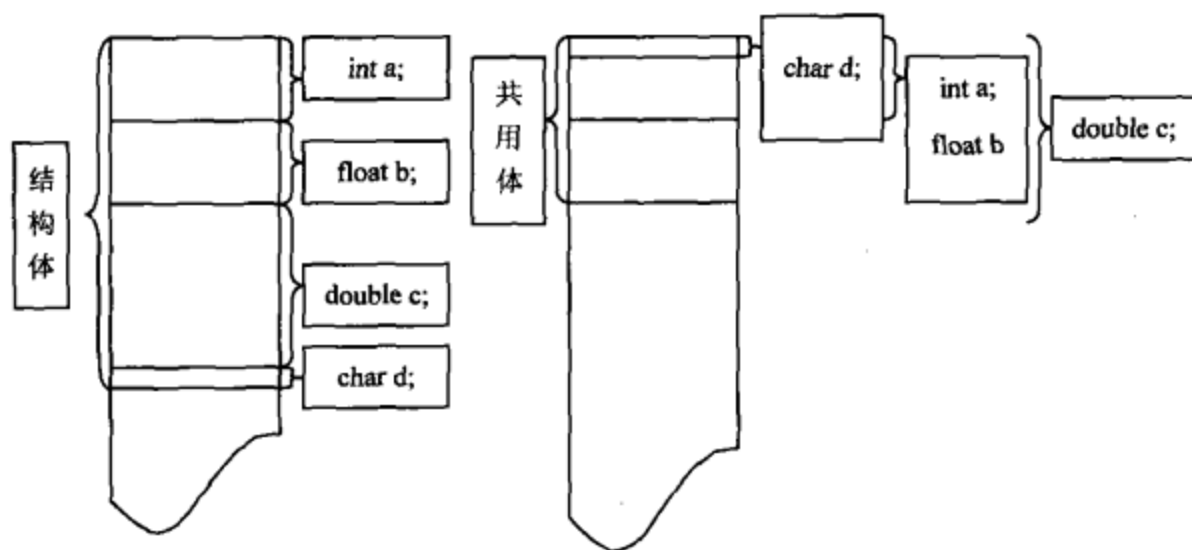 结构体
int a;
float b;
double c;
char d;
共用体
char d;
int a;
float b
double c;